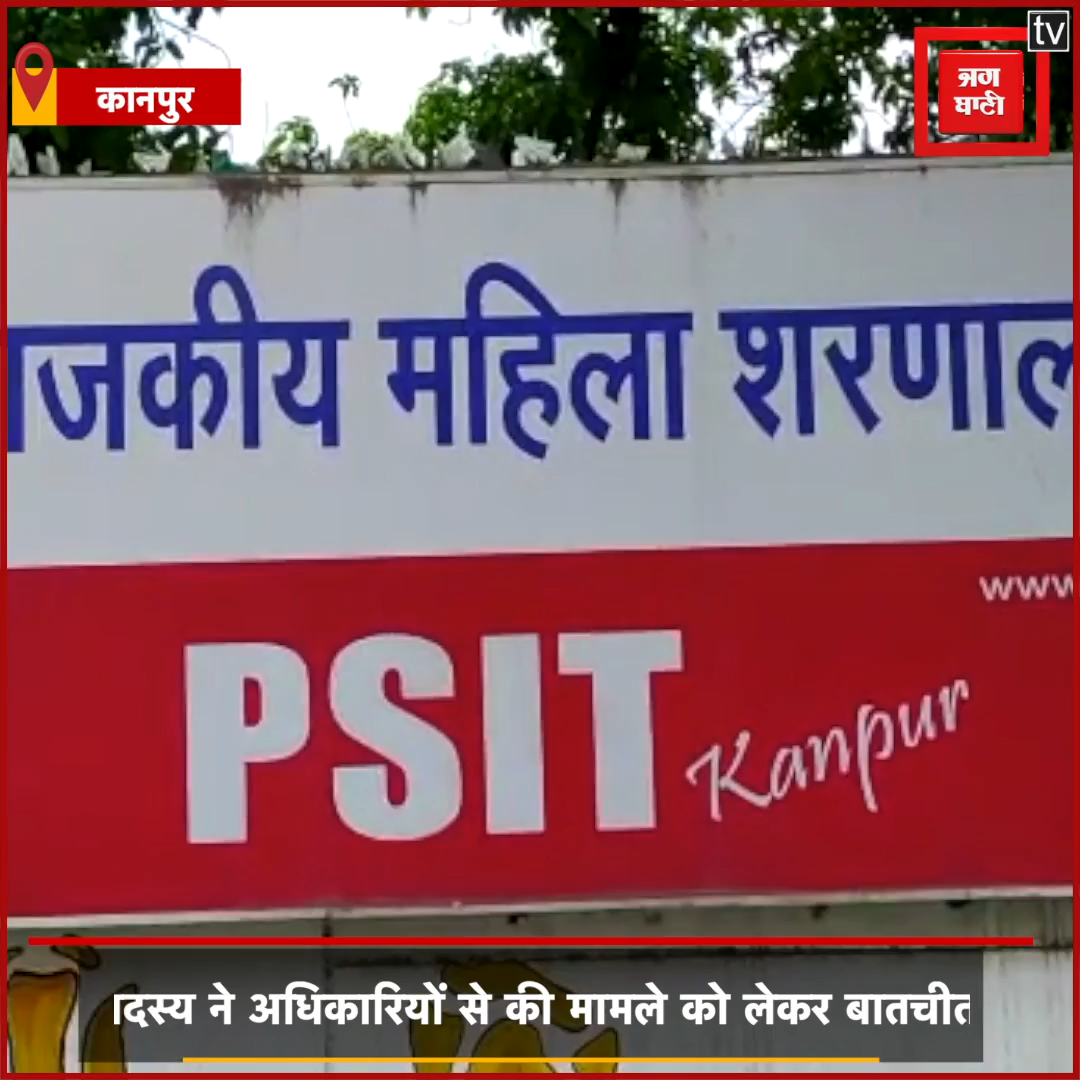 tv
कानपुर
ाजकीय महिला शरणाल
www
PSIT Kanpur
दस्य ने अधिकारियों से की मामले को लेकर बातचीत